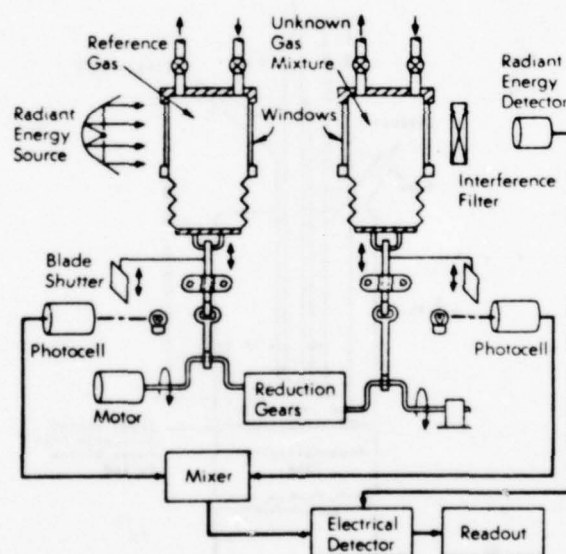 Reference
Gas
Unknown
Gas
Mixture
Radiant
Energy
Detector
Radiant
Energy
Source
Windows
Interference
Filter
Blade
Shutter
Photocell
Photocell
Motor
Reduction
Gears
Mixer
Electrical
Detector
Readout